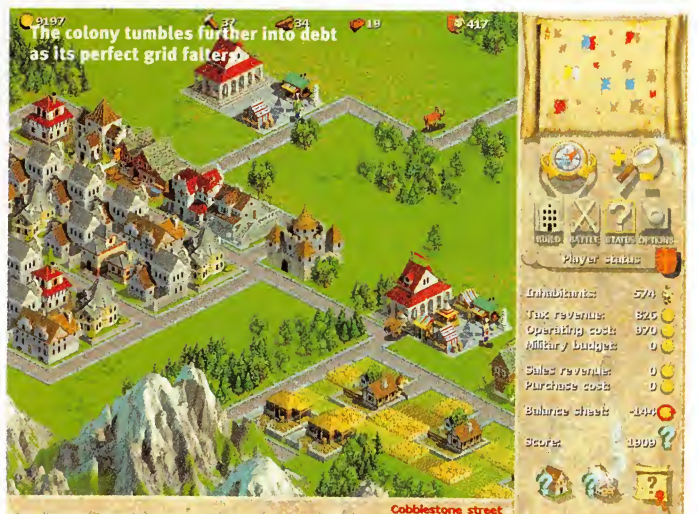 9197 37 34 19 417
The colony tumbles further into debt
as its perfect grid falters
BUILD BATTLE STATUS OPTIONS
Player status
Inhabitants: 574
Tax revenue: 826
Operating cost: 970
Military budget: 0
Sales revenue: 0
Purchase cost: 0
Balance sheet: -144
Score: 1909
Cobblestone street